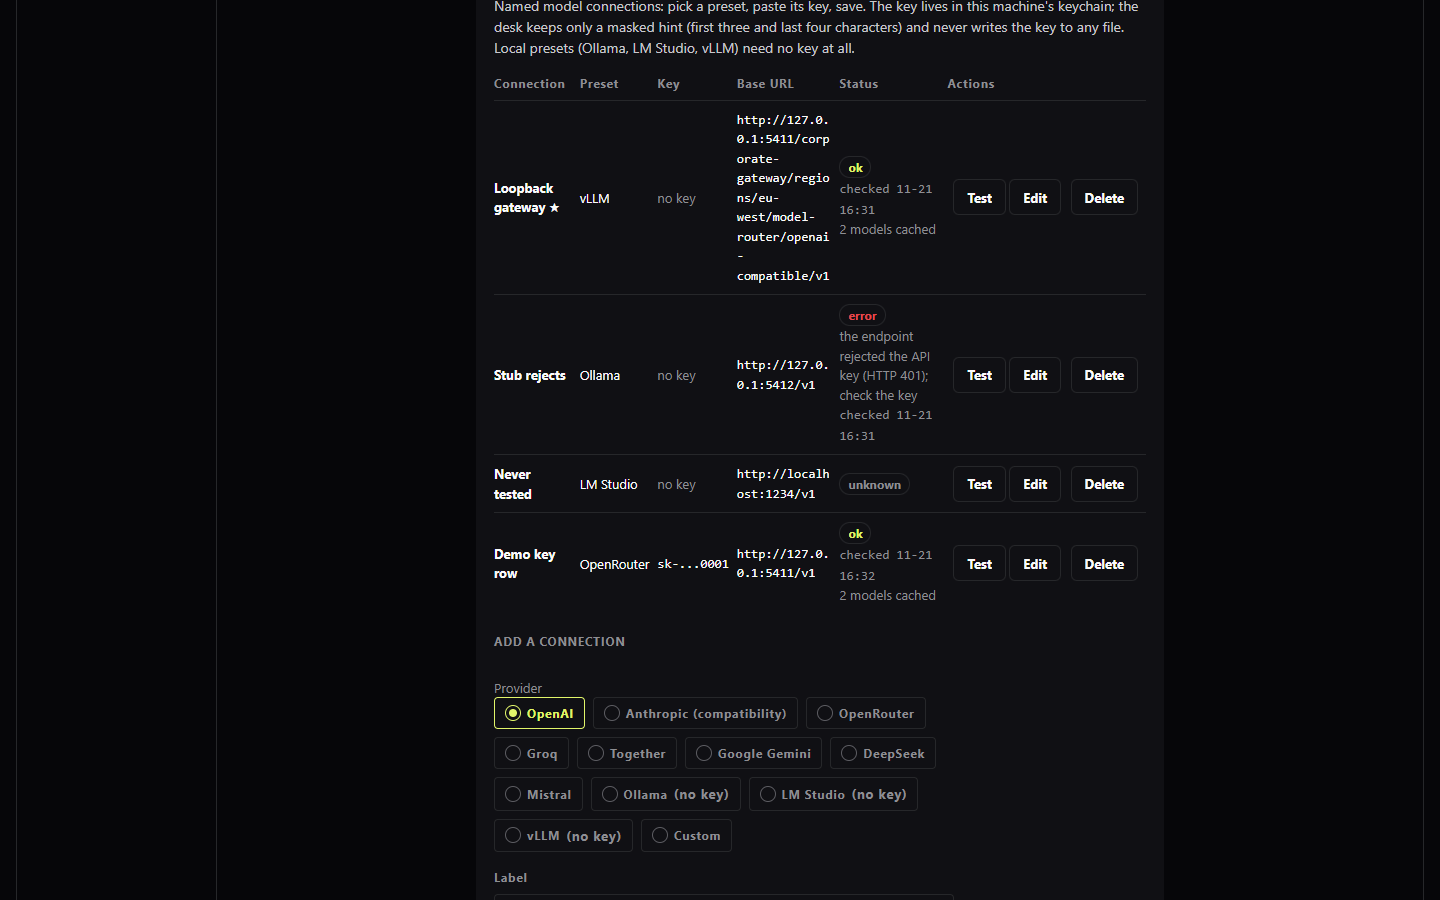 Named model connections: pick a preset, paste its key, save. The key lives in this machine's keychain; the
desk keeps only a masked hint (first three and last four characters) and never writes the key to any file.
Local presets (Ollama, LM Studio, vLLM) need no key at all.
Connection Preset Key Base URL Status Actions
Loopback
gateway ★
vLLM
no key
http://127.0.
0.1:5411/corp
orate-
gateway/regio
ns/eu-
west/model-
router/openai
-
compatible/v1
ok
checked 11-21
16:31
2 models cached
Test Edit Delete
Stub rejects
Ollama
no key
http://127.0.
0.1:5412/v1
error
the endpoint
rejected the API
key (HTTP 401);
check the key
checked 11-21
16:31
Test Edit Delete
Never
tested
LM Studio
no key
http://localh
ost:1234/v1
unknown
Test Edit Delete
Demo key
row
OpenRouter
sk-...0001
http://127.0.
0.1:5411/v1
ok
checked 11-21
16:32
2 models cached
Test Edit Delete
ADD A CONNECTION
Provider
OpenAI Anthropic (compatibility) OpenRouter
Groq Together Google Gemini DeepSeek
Mistral Ollama (no key) LM Studio (no key)
vLLM (no key) Custom
Label